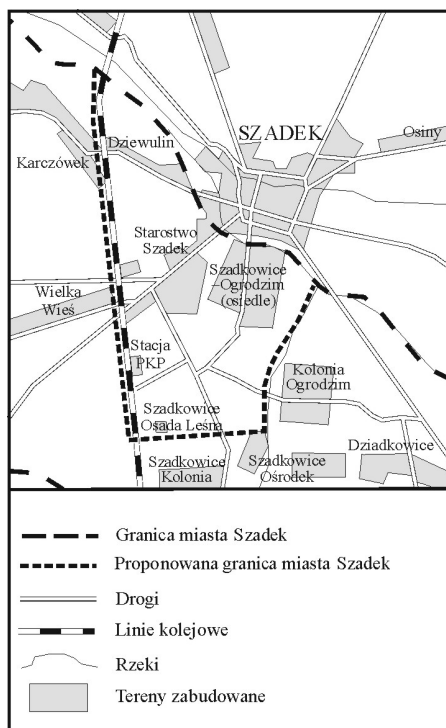 SZADEK
Osiny
Dziewulin
Karczówek
Starostwo
Szadek
Szadkowice
–Ogrodzim
(osiedle)
Wielka
Wieś
Stacja
PKP
Kolonia
Ogrodzim
Szadkowice
Osada Leśna
Dziadkowice
Szadkowice
Kolonia
Szadkowice
Ośrodek
Granica miasta Szadek
Proponowana granica miasta Szadek
Drogi
Linie kolejowe
Rzeki
Tereny zabudowane